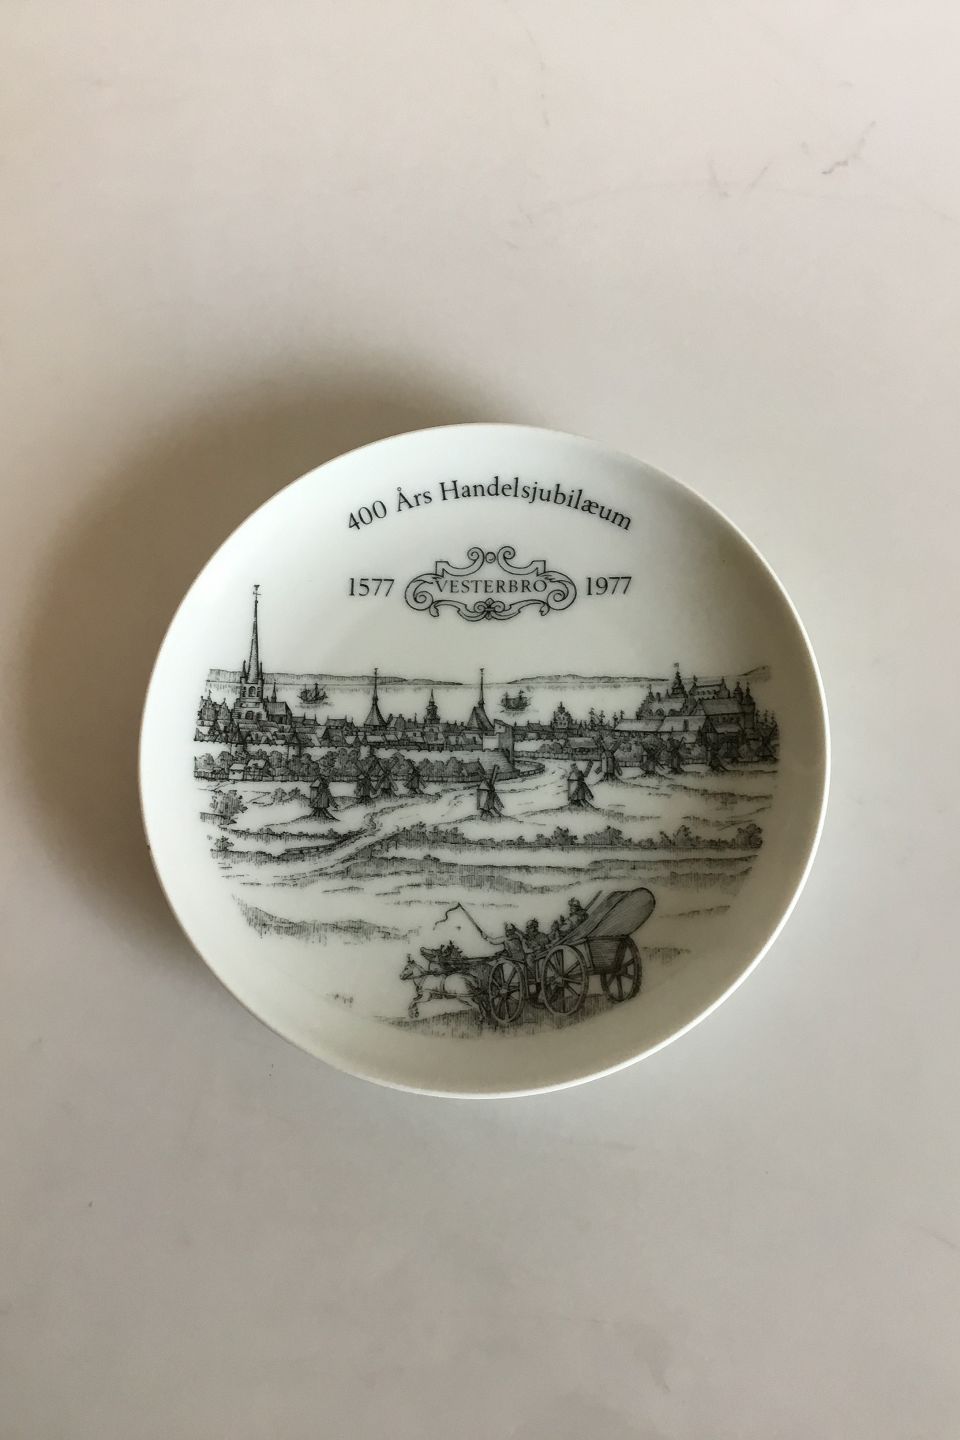 400 Års Handelsjubilæum
1577 VESTERBRO 1977